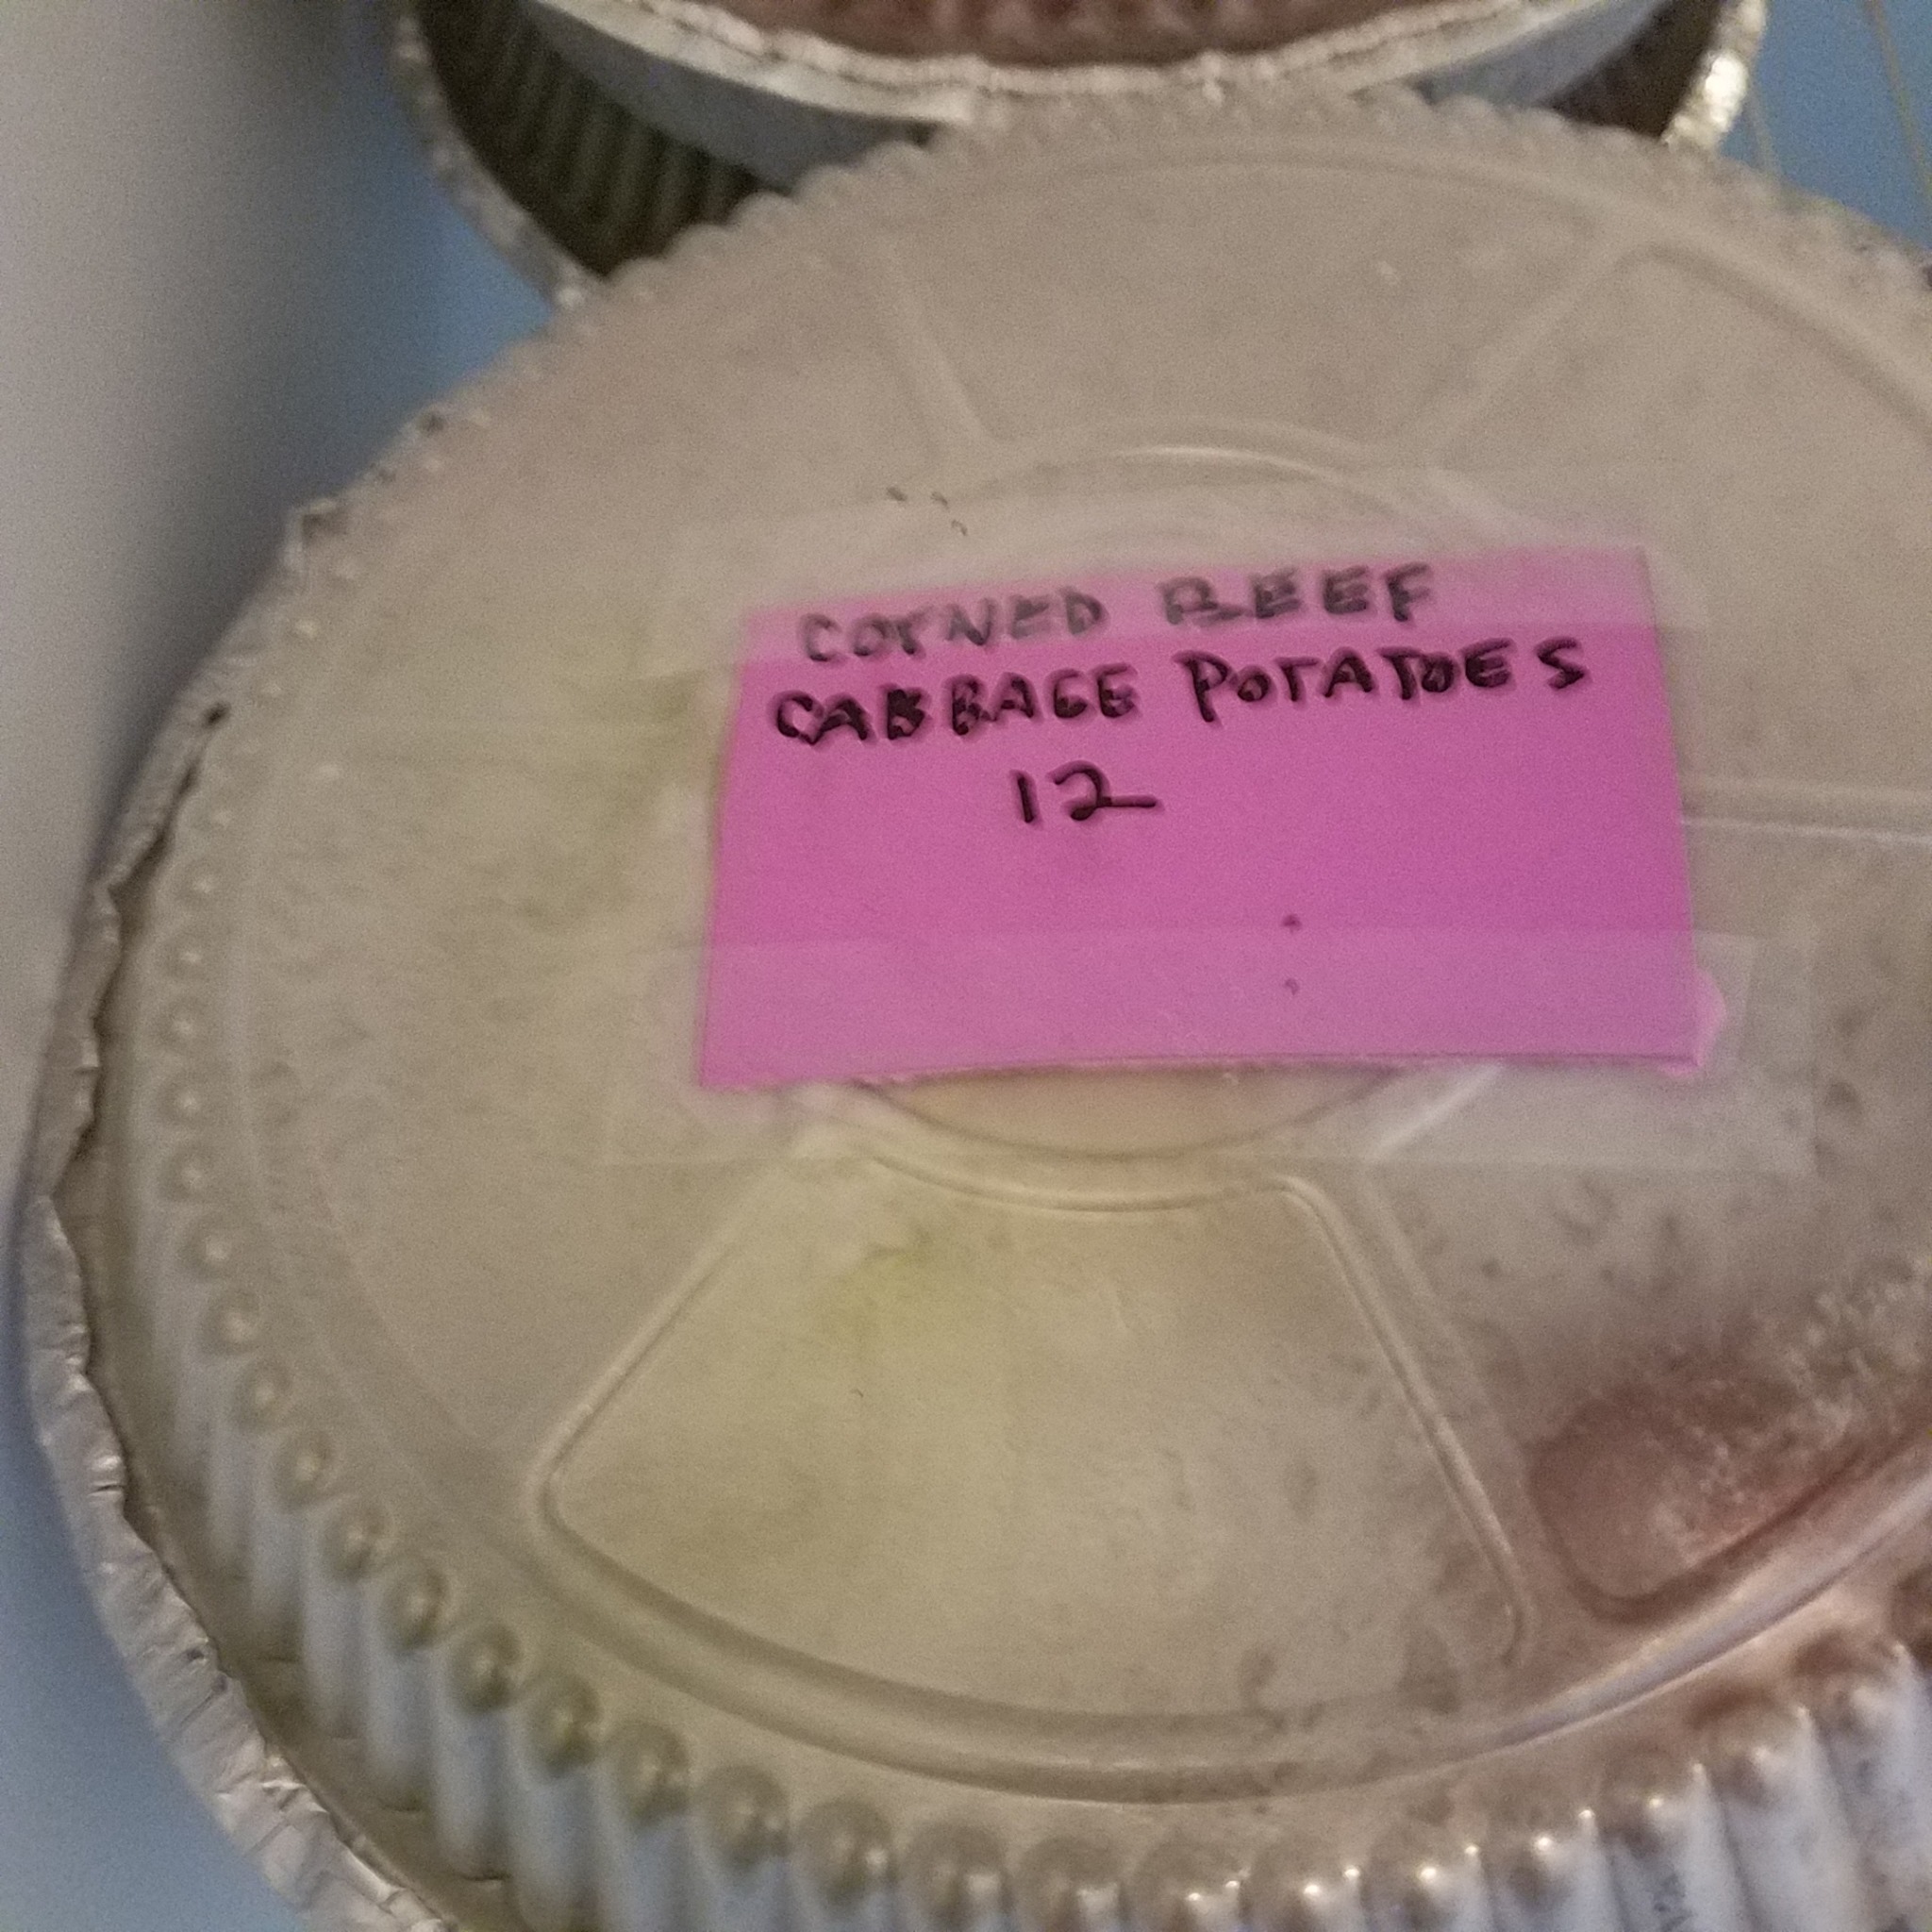 CORNED BEEF
CABBAGE POTATOES
12